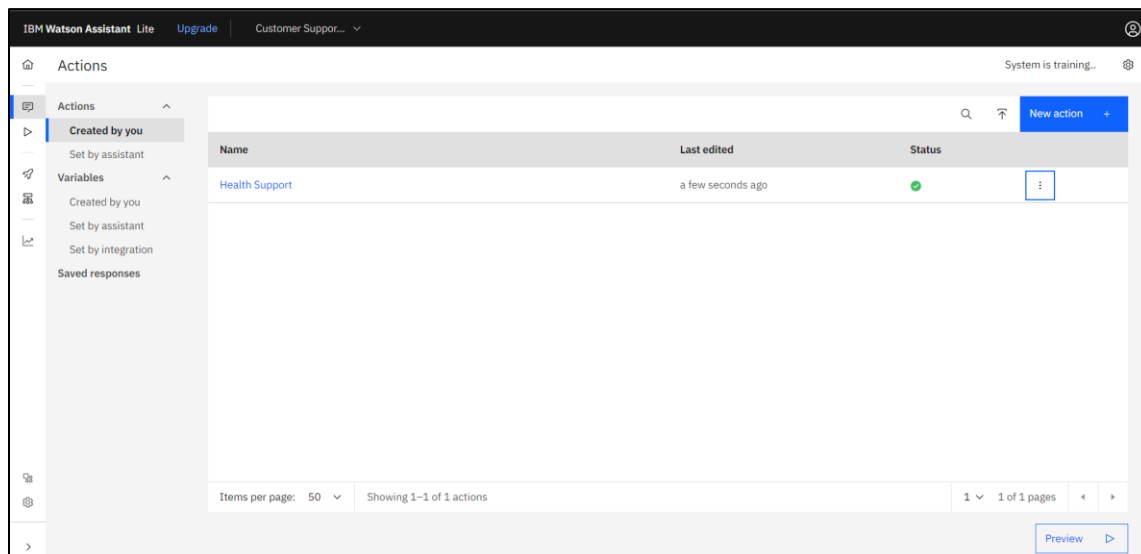 IBM Watson Assistant Lite Upgrade Customer Suppor...
Actions System is training..
Actions
Created by you
Set by assistant
Variables
Created by you
Set by assistant
Set by integration
Saved responses
New action +
Name Last edited Status
Health Support a few seconds ago
Items per page: 50 Showing 1–1 of 1 actions 1 1 of 1 pages
Preview